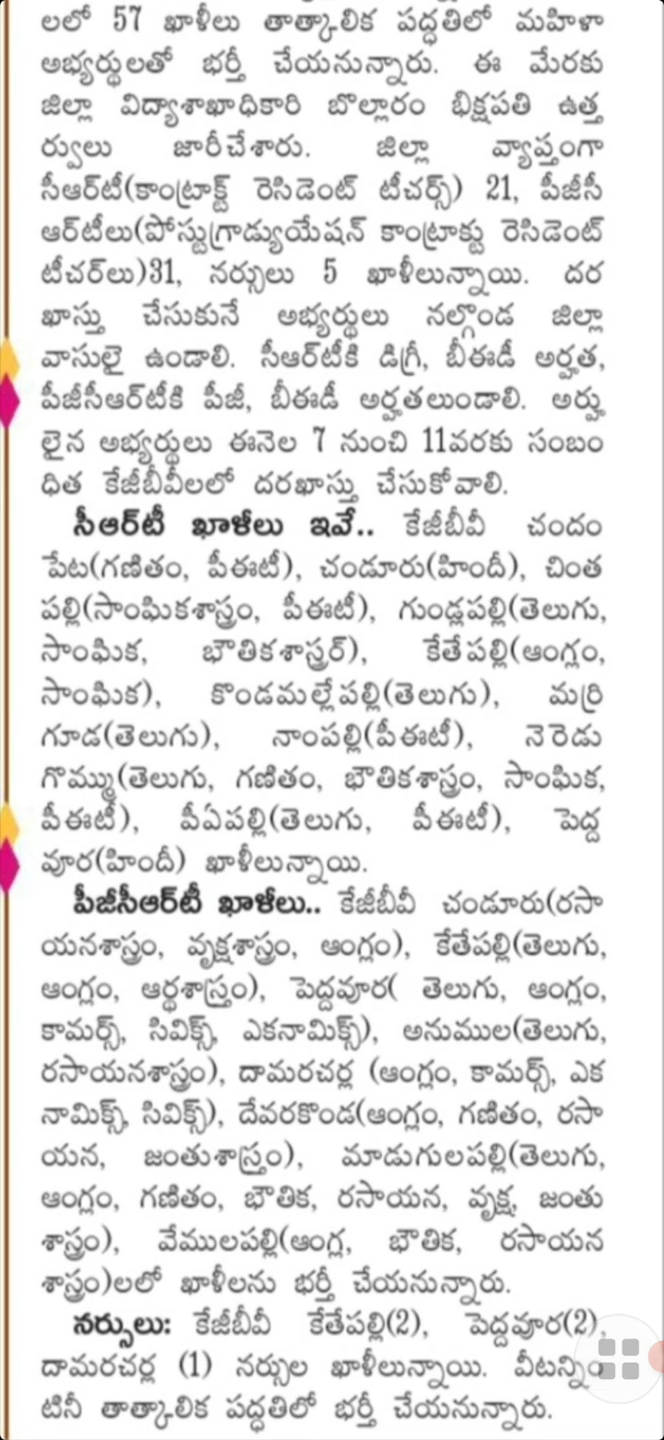 లలో 57 ఖాళీలు తాత్కాలిక పద్ధతిలో మహిళా
అభ్యర్థులతో భర్తీ చేయనున్నారు. ఈ మేరకు
జిల్లా విద్యాశాఖాధికారి బొల్లారం భిక్షపతి ఉత్త
ర్వులు జారీచేశారు. జిల్లా వ్యాప్తంగా
సీఆర్‌టీ(కాంట్రాక్ట్ రెసిడెంట్ టీచర్స్) 21, పీజీసీ
ఆర్‌టీలు(పోస్టుగ్రాడ్యుయేషన్ కాంట్రాక్టు రెసిడెంట్
టీచర్‌లు)31, నర్సులు 5 ఖాళీలున్నాయి. దర
ఖాస్తు చేసుకునే అభ్యర్థులు నల్గొండ జిల్లా
వాసులై ఉండాలి. సీఆర్‌టీకి డిగ్రీ, బీఈడీ అర్హత,
పీజీసీఆర్‌టీకి పీజీ, బీఈడీ అర్హతలుండాలి. అర్హు
లైన అభ్యర్థులు ఈనెల 7 నుంచి 11వరకు సంబం
ధిత కేజీబీవీలలో దరఖాస్తు చేసుకోవాలి.
సీఆర్‌టీ ఖాళీలు ఇవే.. కేజీబీవీ చందం
పేట(గణితం, పీఈటీ), చండూరు(హిందీ), చింత
పల్లి(సాంఘికశాస్త్రం, పీఈటీ), గుండ్లపల్లి(తెలుగు,
సాంఘిక, భౌతికశాస్త్రర్), కేతేపల్లి(ఆంగ్లం,
సాంఘిక), కొండమల్లేపల్లి(తెలుగు), మర్రి
గూడ(తెలుగు), నాంపల్లి(పీఈటీ), నెరెడు
గొమ్ము(తెలుగు, గణితం, భౌతికశాస్త్రం, సాంఘిక,
పీఈటీ), పీఏపల్లి(తెలుగు, పీఈటీ), పెద్ద
వూర(హిందీ) ఖాళీలున్నాయి.
పీజీసీఆర్‌టీ ఖాళీలు.. కేజీబీవీ చండూరు(రసా
యనశాస్త్రం, వృక్షశాస్త్రం, ఆంగ్లం), కేతేపల్లి(తెలుగు,
ఆంగ్లం, ఆర్థశాస్త్రం), పెద్దవూర( తెలుగు, ఆంగ్లం,
కామర్స్, సివిక్స్, ఎకనామిక్స్), అనుముల(తెలుగు,
రసాయనశాస్త్రం), దామరచర్ల (ఆంగ్లం, కామర్స్, ఎక
నామిక్స్, సివిక్స్), దేవరకొండ(ఆంగ్లం, గణితం, రసా
యన, జంతుశాస్త్రం), మాడుగులపల్లి(తెలుగు,
ఆంగ్లం, గణితం, భౌతిక, రసాయన, వృక్ష, జంతు
శాస్త్రం), వేములపల్లి(ఆంగ్ల, భౌతిక, రసాయన
శాస్త్రం)లలో ఖాళీలను భర్తీ చేయనున్నారు.
నర్సులు: కేజీబీవీ కేతేపల్లి(2), పెద్దవూర(2),
దామరచర్ల (1) నర్సుల ఖాళీలున్నాయి. వీటన్నిం
టినీ తాత్కాలిక పద్ధతిలో భర్తీ చేయనున్నారు.